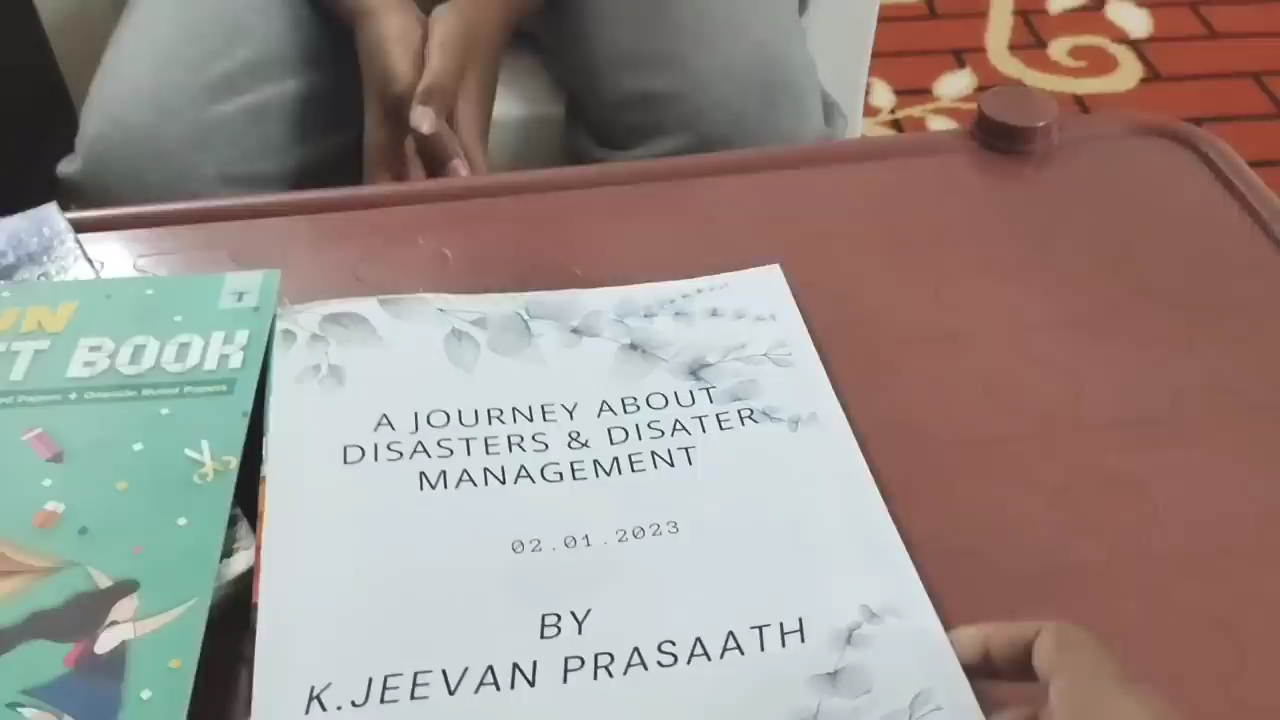 T BOOK
A JOURNEY ABOUT
DISASTERS & DISATER
MANAGEMENT
02.01.2023
BY
K.JEEVAN PRASAATH